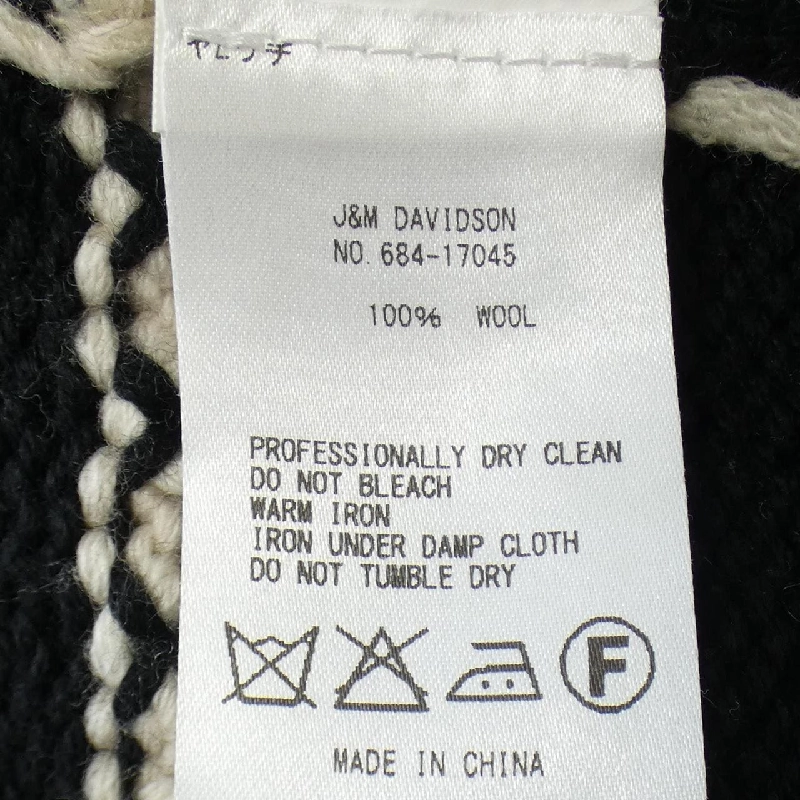 J&M DAVIDSON
NO. 684-17045
100% WOOL
PROFESSIONALLY DRY CLEAN
DO NOT BLEACH
WARM IRON
IRON UNDER DAMP CLOTH
DO NOT TUMBLE DRY
F
MADE IN CHINA